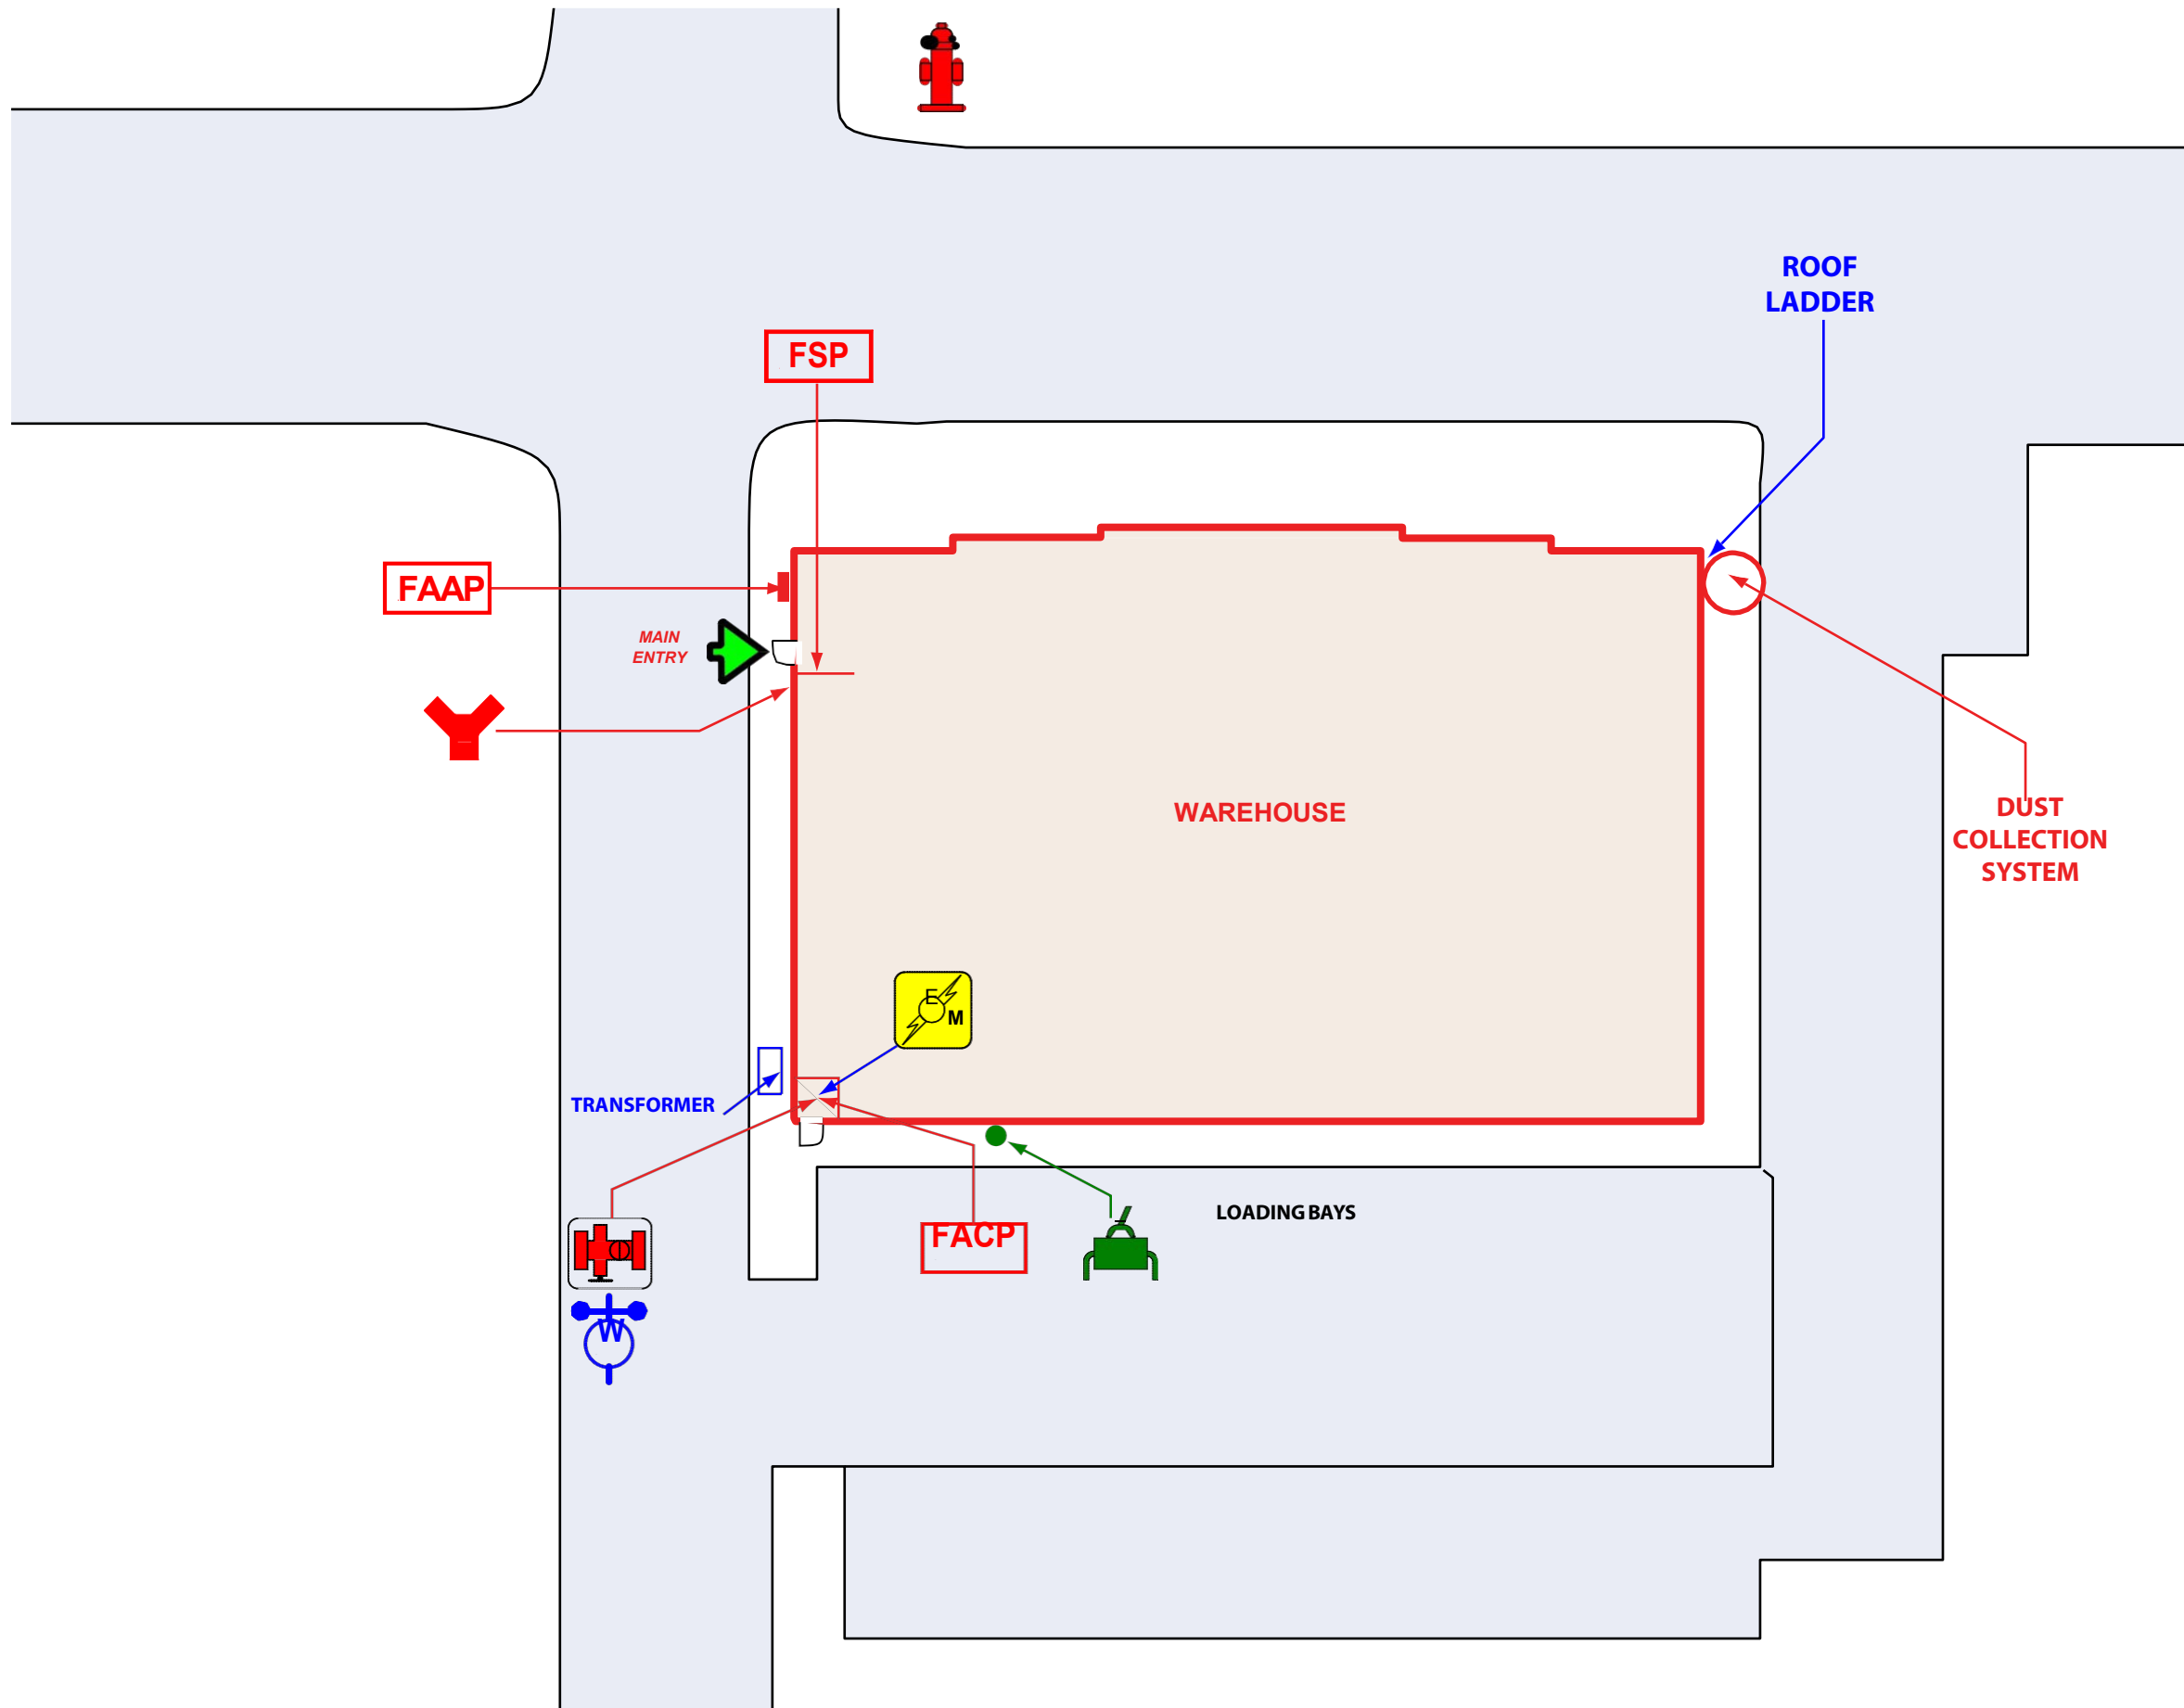 ROOF
LADDER
FSP
FAAP
MAIN
ENTRY
WAREHOUSE
DUST
COLLECTION
SYSTEM
E
M
TRANSFORMER
LOADING BAYS
FACP
W